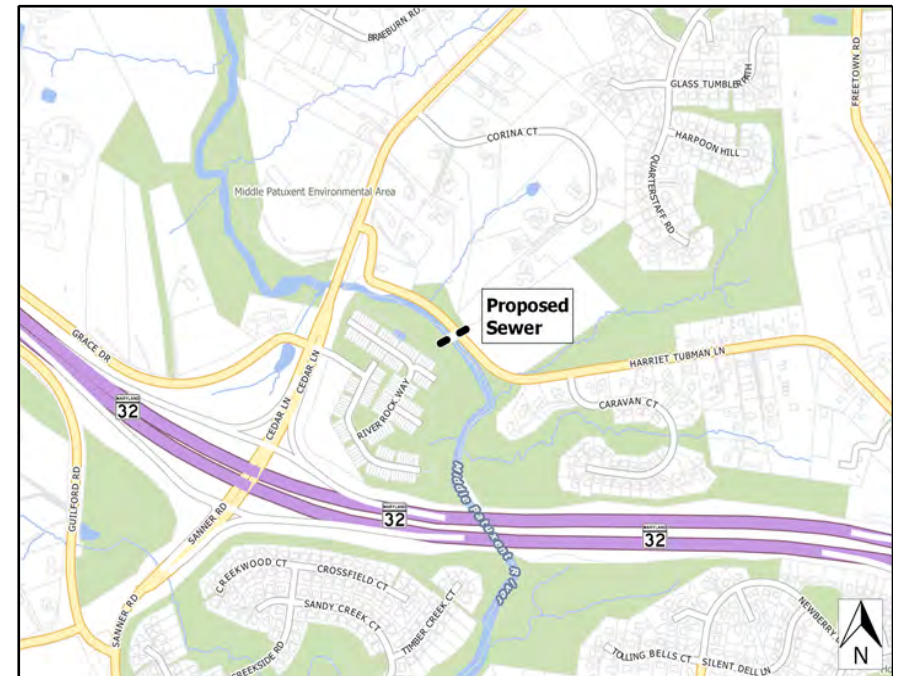 BRAEBURN RD
FREETOWN RD
GLASS TUMBLER PATH
CORINA CT
HARPOON HILL
QUARTERSTAFF RD
Middle Patuxent Environmental Area
Proposed
Sewer
GRACE DR
HARRIET TUBMAN LN
CEDAR LN
CEDAR LN
RIVER ROCK WAY
CARAVAN CT
MARYLAND
32
GUILFORD RD
SANNER RD
Middle Patuxent River
MARYLAND
32
MARYLAND
32
CREEKWOOD CT
CROSSFIELD CT
SANDY CREEK CT
TIMBER CREEK CT
SANNER RD
CREEKSIDE RD
NEWBERRY
TOLLING BELLS CT
SILENT DELL LN
N